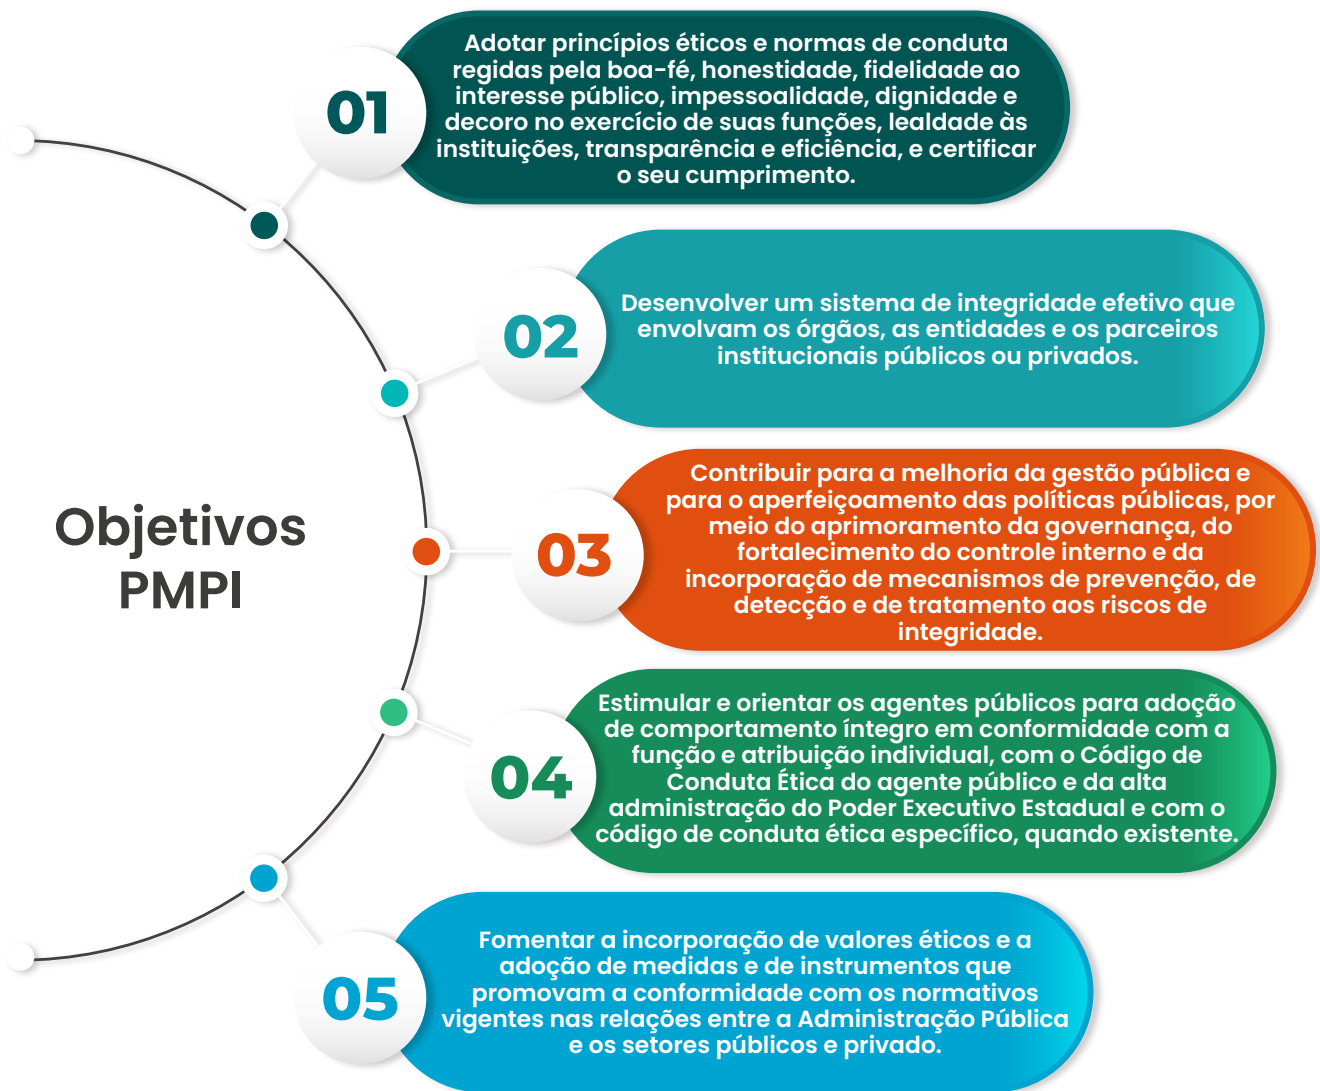 Objetivos
PMPI
01
Adotar princípios éticos e normas de conduta
regidas pela boa-fé, honestidade, fidelidade ao
interesse público, impessoalidade, dignidade e
decoro no exercício de suas funções, lealdade às
instituições, transparência e eficiência, e certificar
o seu cumprimento.
02
Desenvolver um sistema de integridade efetivo que
envolvam os órgãos, as entidades e os parceiros
institucionais públicos ou privados.
03
Contribuir para a melhoria da gestão pública e
para o aperfeiçoamento das políticas públicas, por
meio do aprimoramento da governança, do
fortalecimento do controle interno e da
incorporação de mecanismos de prevenção, de
detecção e de tratamento aos riscos de
integridade.
04
Estimular e orientar os agentes públicos para adoção
de comportamento íntegro em conformidade com a
função e atribuição individual, com o Código de
Conduta Ética do agente público e da alta
administração do Poder Executivo Estadual e com o
código de conduta ética específico, quando existente.
05
Fomentar a incorporação de valores éticos e a
adoção de medidas e de instrumentos que
promovam a conformidade com os normativos
vigentes nas relações entre a Administração Pública
e os setores públicos e privado.